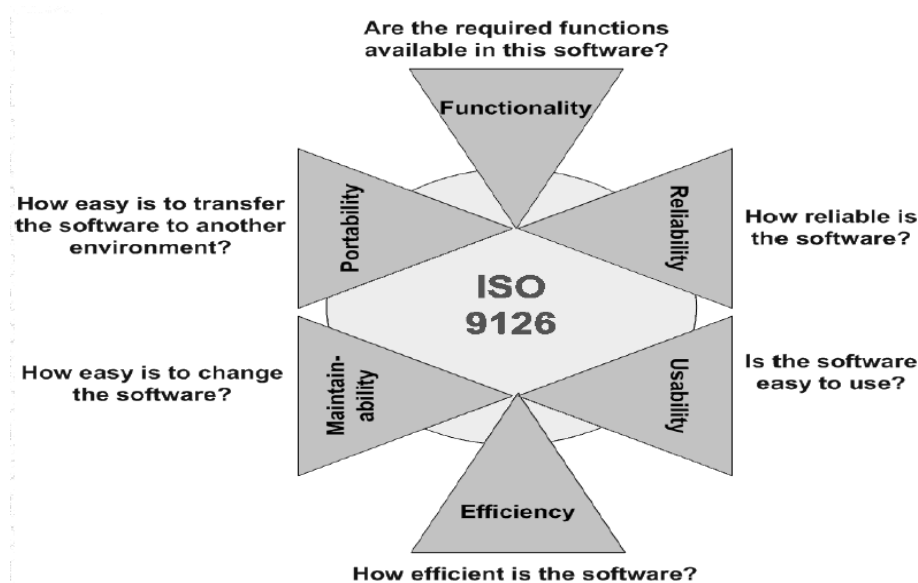 Are the required functions
available in this software?
Functionality
Portability
Reliability
How easy is to transfer
the software to another
environment?
How reliable is
the software?
ISO
9126
How easy is to change
the software?
Maintain-
ability
Usability
Is the software
easy to use?
Efficiency
How efficient is the software?